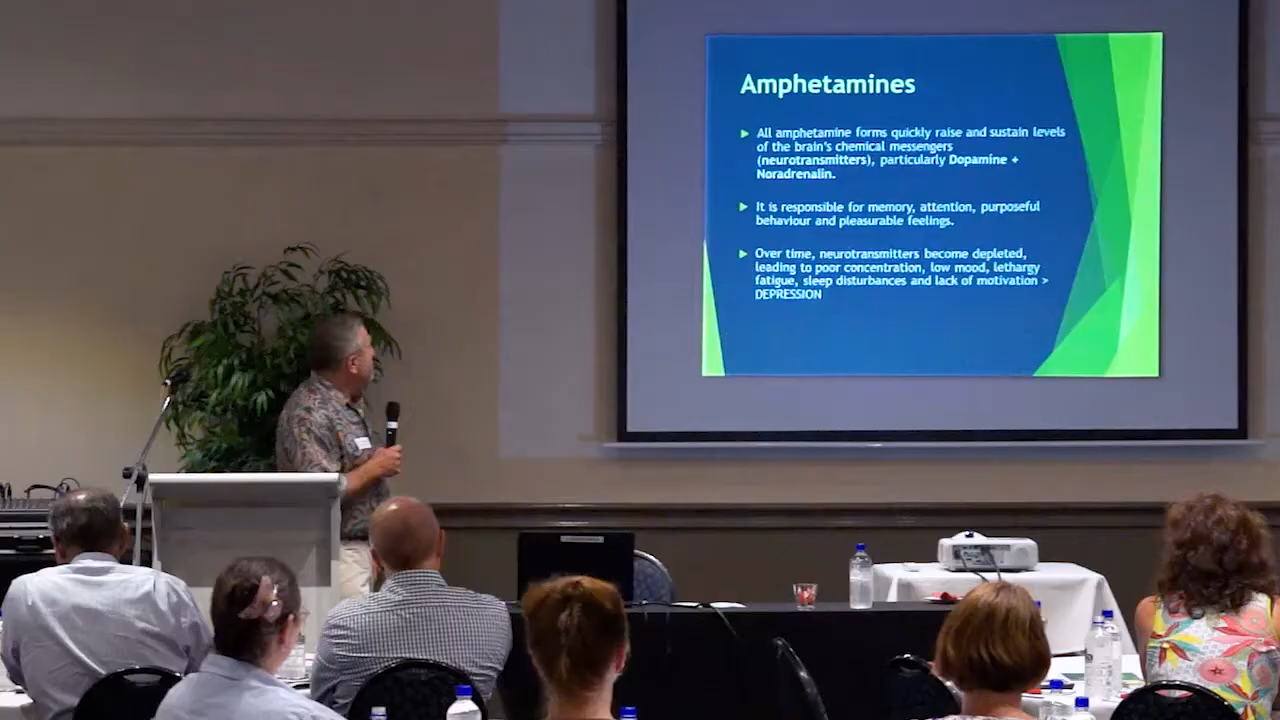 Amphetamines
All amphetamine forms quickly raise and sustain levels
of the brain's chemical messengers
(neurotransmitters), particularly Dopamine +
Noradrenalin.
It is responsible for memory, attention, purposeful
behaviour and pleasurable feelings.
Over time, neurotransmitters become depleted,
leading to poor concentration, low mood, lethargy
fatigue, sleep disturbances and lack of motivation >
DEPRESSION